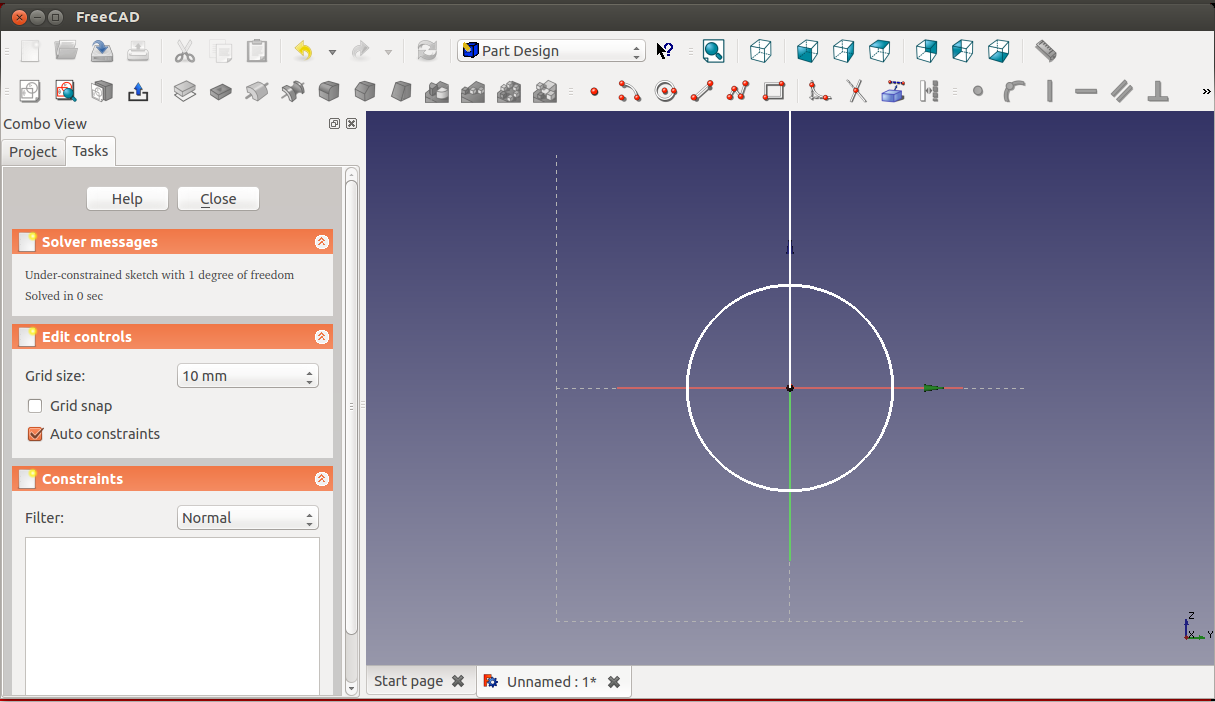 FreeCAD
Part Design
Combo View
Project
Tasks
Help
Close
Solver messages
Under-constrained sketch with 1 degree of freedom
Solved in 0 sec
Edit controls
Grid size:
10 mm
Grid snap
Auto constraints
Constraints
Filter:
Normal
Z
X
Y
Start page
Unnamed : 1*